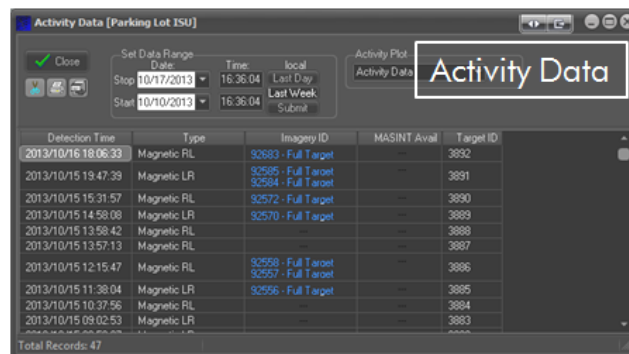 Activity Data [Parking Lot ISU]
Close
Set Data Range
Date: Time: local
Stop 10/17/2013 16:36:04 Last Day
Last Week
Start 10/10/2013 16:36:04 Submit
Activity Plot
Activity Data
Activity Data
Detection Time Type Imagery ID MASINT Avail Target ID
2013/10/16 18:06:33 Magnetic RL 92683 - Full Target --- 3892
2013/10/15 19:47:39 Magnetic LR 92585 - Full Target --- 3891
92584 - Full Target
2013/10/15 15:31:57 Magnetic RL 92572 - Full Target --- 3890
2013/10/15 14:58:08 Magnetic LR 92570 - Full Target --- 3889
2013/10/15 13:58:42 Magnetic RL --- --- 3888
2013/10/15 13:57:13 Magnetic RL --- --- 3887
2013/10/15 12:15:47 Magnetic RL 92558 - Full Target --- 3886
92557 - Full Target
2013/10/15 11:38:04 Magnetic LR 92556 - Full Target --- 3885
2013/10/15 10:37:56 Magnetic RL --- --- 3884
2013/10/15 09:02:53 Magnetic LR --- --- 3883
Total Records: 47